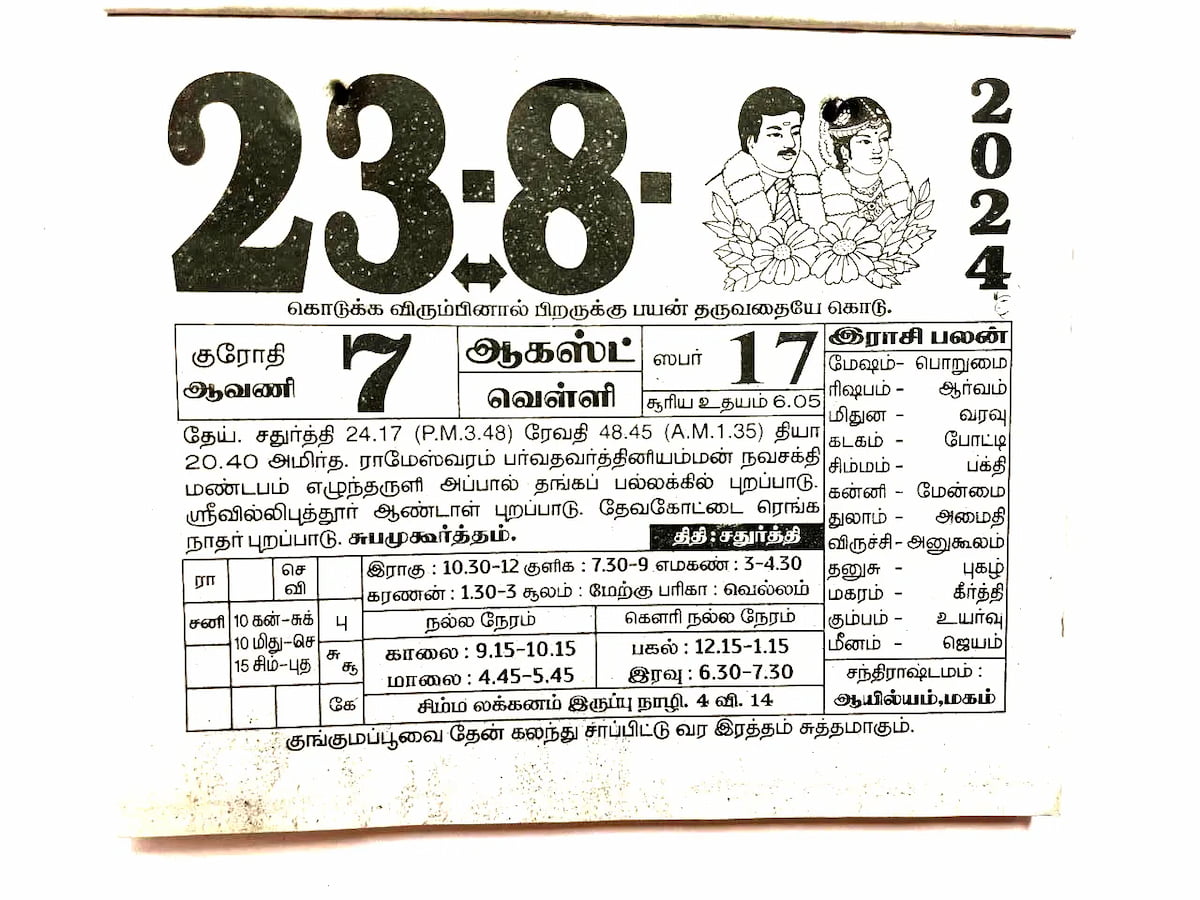 23-8-
2024
கொடுக்க விரும்பினால் பிறருக்கு பயன் தருவதையே கொடு.
குரோதி
ஆவணி
7
ஆகஸ்ட்
வெள்ளி
ஸபர் 17
சூரிய உதயம் 6.05
தேய். சதுர்த்தி 24.17 (P.M.3.48) ரேவதி 48.45 (A.M.1.35) தியா
20.40 அமிர்த. ராமேஸ்வரம் பர்வதவர்த்தினியம்மன் நவசக்தி
மண்டபம் எழுந்தருளி அப்பால் தங்கப் பல்லக்கில் புறப்பாடு.
ஸ்ரீவில்லிபுத்தூர் ஆண்டாள் புறப்பாடு. தேவகோட்டை ரெங்க
நாதர் புறப்பாடு. சுபமுகூர்த்தம்.
திதி : சதுர்த்தி
இராசி பலன்
மேஷம்- பொறுமை
ரிஷபம் - ஆர்வம்
மிதுன - வரவு
கடகம் - போட்டி
சிம்மம் - பக்தி
கன்னி - மேன்மை
துலாம் - அமைதி
விருச்சி- அனுகூலம்
தனுசு - புகழ்
மகரம் - கீர்த்தி
கும்பம் - உயர்வு
மீனம் - ஜெயம்
சந்திராஷ்டமம் :
ஆயில்யம்,மகம்
ரா
செ
வி
சனி
10 கன்-சுக்
10 மிது-செ
15 சிம்-புத
பு
சு
சூ
கே
இராகு : 10.30-12 குளிக : 7.30-9 எமகண் : 3-4.30
கரணன் : 1.30-3 சூலம் : மேற்கு பரிகா : வெல்லம்
நல்ல நேரம்
காலை : 9.15-10.15
மாலை : 4.45-5.45
கௌரி நல்ல நேரம்
பகல் : 12.15-1.15
இரவு : 6.30-7.30
சிம்ம லக்கனம் இருப்பு நாழி. 4 வி. 14
குங்குமப்பூவை தேன் கலந்து சாப்பிட்டு வர இரத்தம் சுத்தமாகும்.